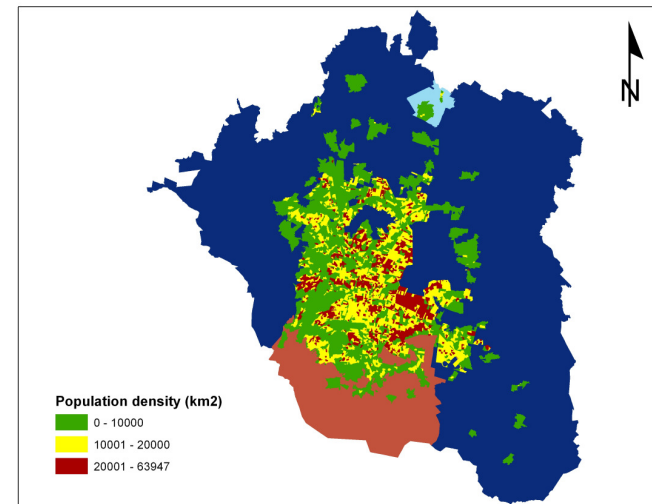 N
Population density (km2)
0 - 10000
10001 - 20000
20001 - 63947